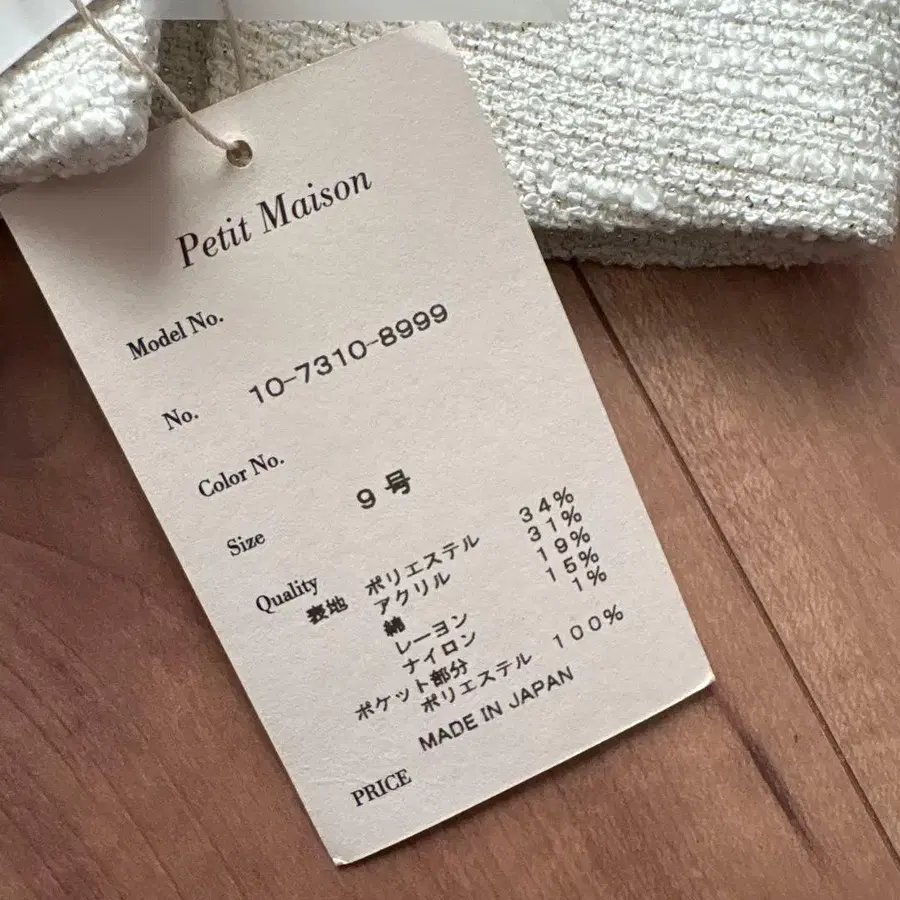 Petit Maison
Model No.
No. 10-7310-8999
Color No.
Size 9号
Quality
表地 ポリエステル 34%
アクリル 31%
綿 19%
レーヨン 15%
ナイロン 1%
ポケット部分
ポリエステル 100%
MADE IN JAPAN
PRICE